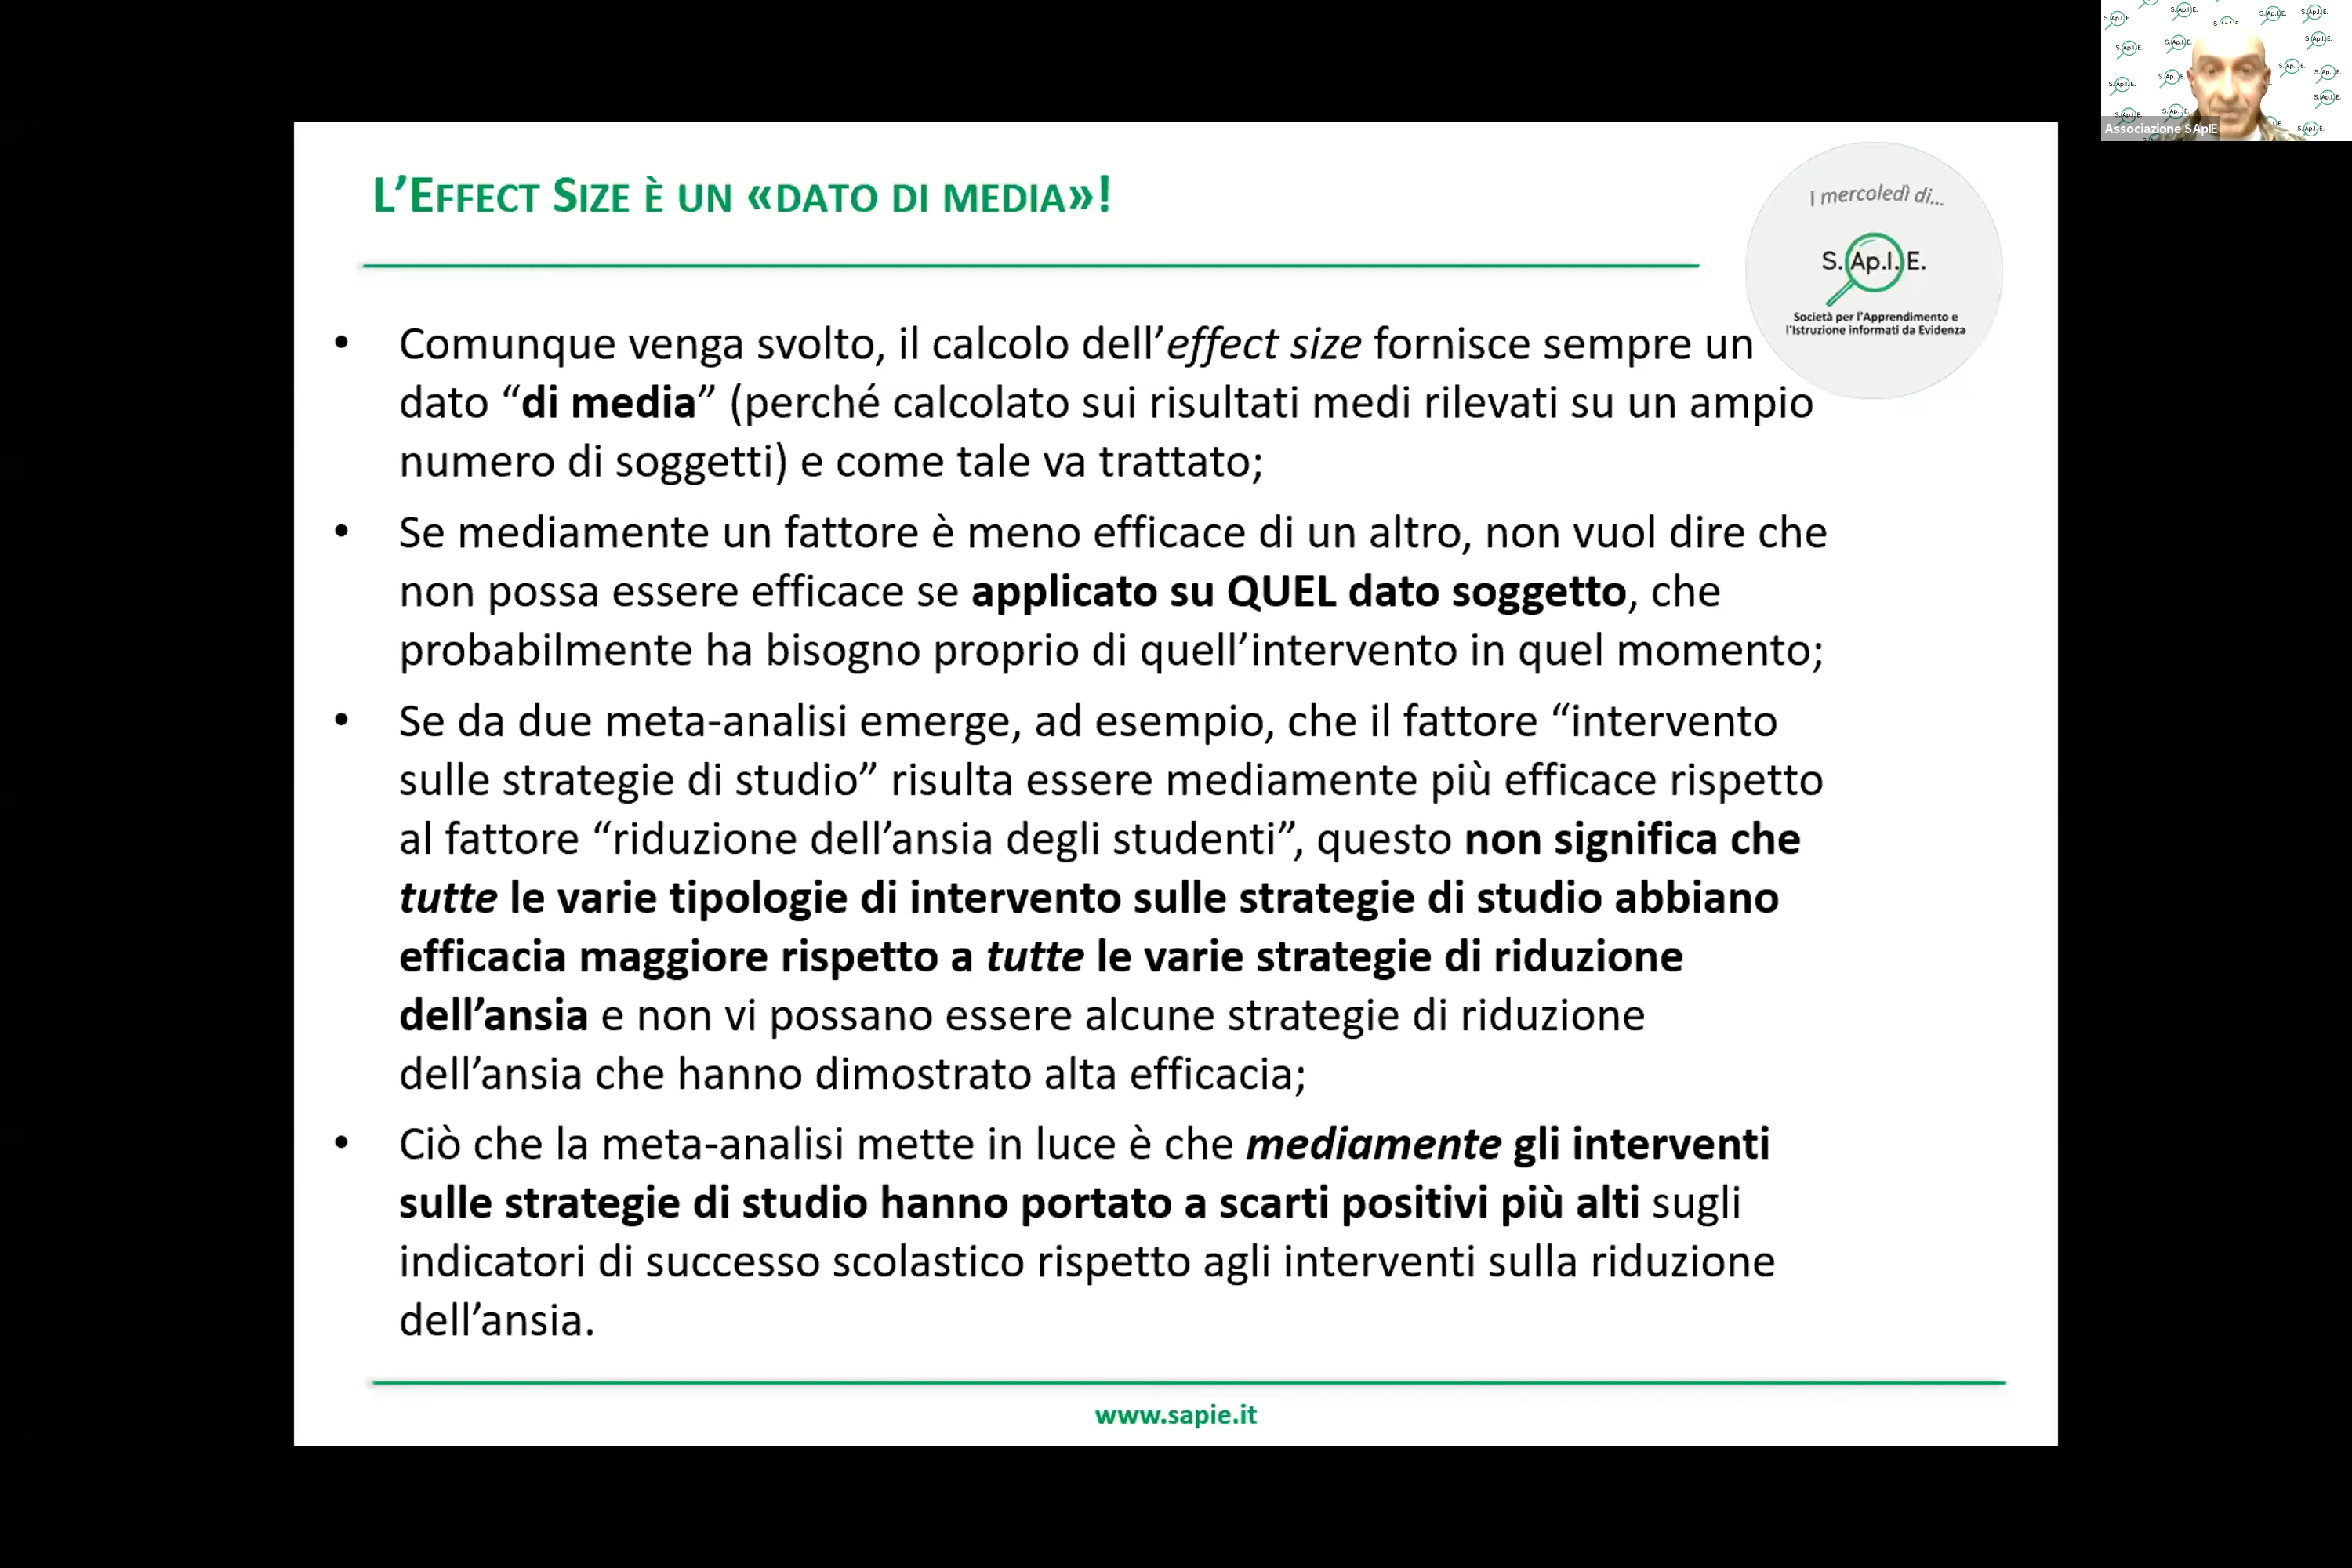 L'EFFECT SIZE È UN «DATO DI MEDIA»!
I mercoledì di...
S.Ap.I.E.
Società per l'Apprendimento e
l'Istruzione informati da Evidenza
• Comunque venga svolto, il calcolo dell'effect size fornisce sempre un
dato “di media” (perché calcolato sui risultati medi rilevati su un ampio
numero di soggetti) e come tale va trattato;
• Se mediamente un fattore è meno efficace di un altro, non vuol dire che
non possa essere efficace se applicato su QUEL dato soggetto, che
probabilmente ha bisogno proprio di quell'intervento in quel momento;
• Se da due meta-analisi emerge, ad esempio, che il fattore “intervento
sulle strategie di studio” risulta essere mediamente più efficace rispetto
al fattore “riduzione dell'ansia degli studenti”, questo non significa che
tutte le varie tipologie di intervento sulle strategie di studio abbiano
efficacia maggiore rispetto a tutte le varie strategie di riduzione
dell'ansia e non vi possano essere alcune strategie di riduzione
dell'ansia che hanno dimostrato alta efficacia;
• Ciò che la meta-analisi mette in luce è che mediamente gli interventi
sulle strategie di studio hanno portato a scarti positivi più alti sugli
indicatori di successo scolastico rispetto agli interventi sulla riduzione
dell'ansia.
www.sapie.it
Associazione SApIE